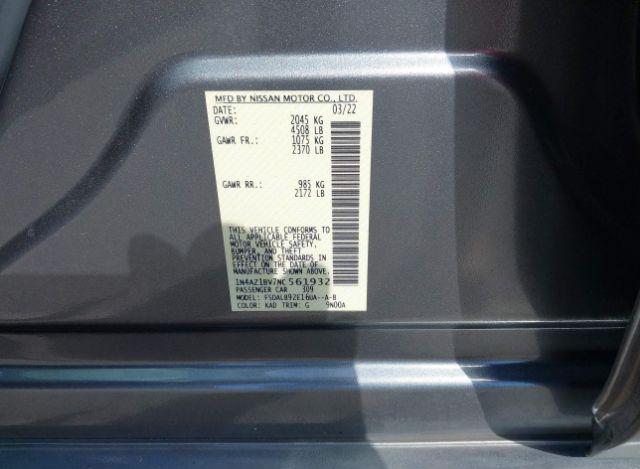 MFD BY NISSAN MOTOR CO., LTD.
DATE: 03/22
GVWR: 2045 KG
4508 LB
GAWR FR.: 1075 KG
2370 LB
GAWR RR.: 985 KG
2172 LB
THIS VEHICLE CONFORMS TO
ALL APPLICABLE FEDERAL
MOTOR VEHICLE SAFETY,
BUMPER, AND THEFT
PREVENTION STANDARDS
IN EFFECT ON THE DATE OF
MANUFACTURE SHOWN ABOVE.
1N4AZ1BV7NC561932
PASSENGER CAR 309
MODEL: FSDALB9ZE16UA--A-B
COLOR: KAD TRIM: G 9N00A